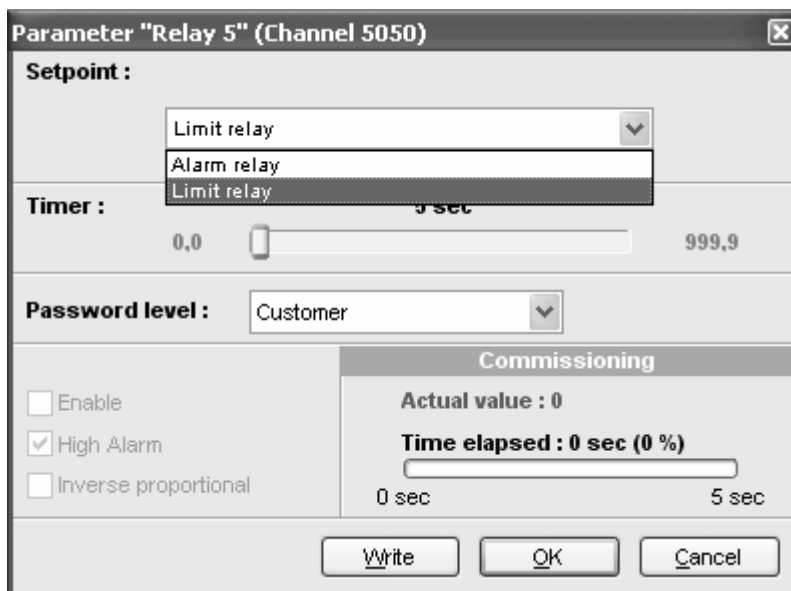 Parameter "Relay 5" (Channel 5050)
Setpoint :
Limit relay
Alarm relay
Limit relay
Timer :
5 sec
0,0
999,9
Password level :
Customer
Commissioning
Enable
Actual value : 0
High Alarm
Time elapsed : 0 sec (0 %)
Inverse proportional
0 sec
5 sec
Write
OK
Cancel